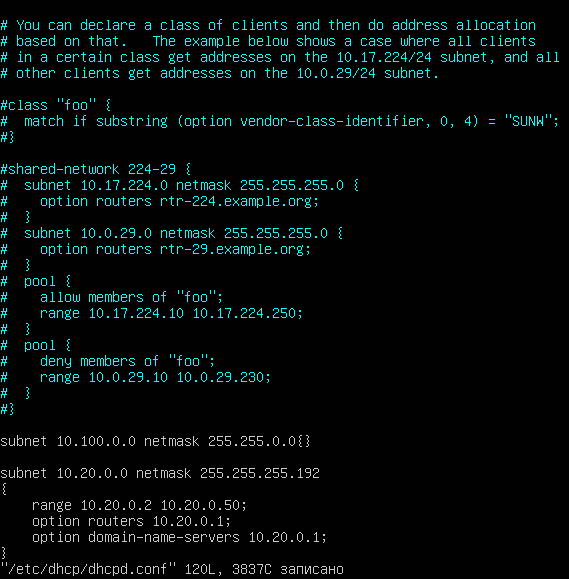 # You can declare a class of clients and then do address allocation
# based on that.   The example below shows a case where all clients
# in a certain class get addresses on the 10.17.224/24 subnet, and all
# other clients get addresses on the 10.0.29/24 subnet.

#class "foo" {
#  match if substring (option vendor-class-identifier, 0, 4) = "SUNW";
#}

#shared-network 224-29 {
#  subnet 10.17.224.0 netmask 255.255.255.0 {
#    option routers rtr-224.example.org;
#  }
#  subnet 10.0.29.0 netmask 255.255.255.0 {
#    option routers rtr-29.example.org;
#  }
#  pool {
#    allow members of "foo";
#    range 10.17.224.10 10.17.224.250;
#  }
#  pool {
#    deny members of "foo";
#    range 10.0.29.10 10.0.29.230;
#  }
#}

subnet 10.100.0.0 netmask 255.255.0.0{}

subnet 10.20.0.0 netmask 255.255.255.192
{
    range 10.20.0.2 10.20.0.50;
    option routers 10.20.0.1;
    option domain-name-servers 10.20.0.1;
}
"/etc/dhcp/dhcpd.conf" 120L, 3837C записано